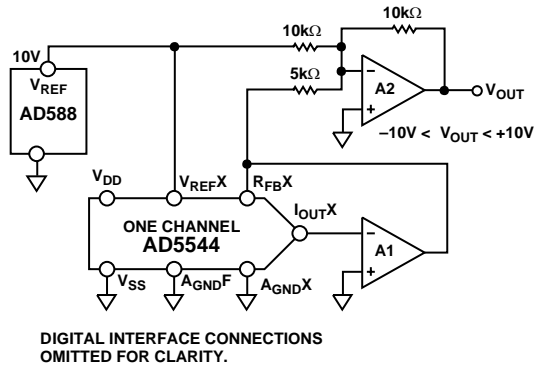 10kΩ
10kΩ
10V
VREF
AD588
5kΩ
A2
VOUT
–10V < VOUT < +10V
VDD
VREFX
RFBX
ONE CHANNEL
AD5544
IOUTX
A1
VSS
AGNDF
AGNDX
DIGITAL INTERFACE CONNECTIONS
OMITTED FOR CLARITY.